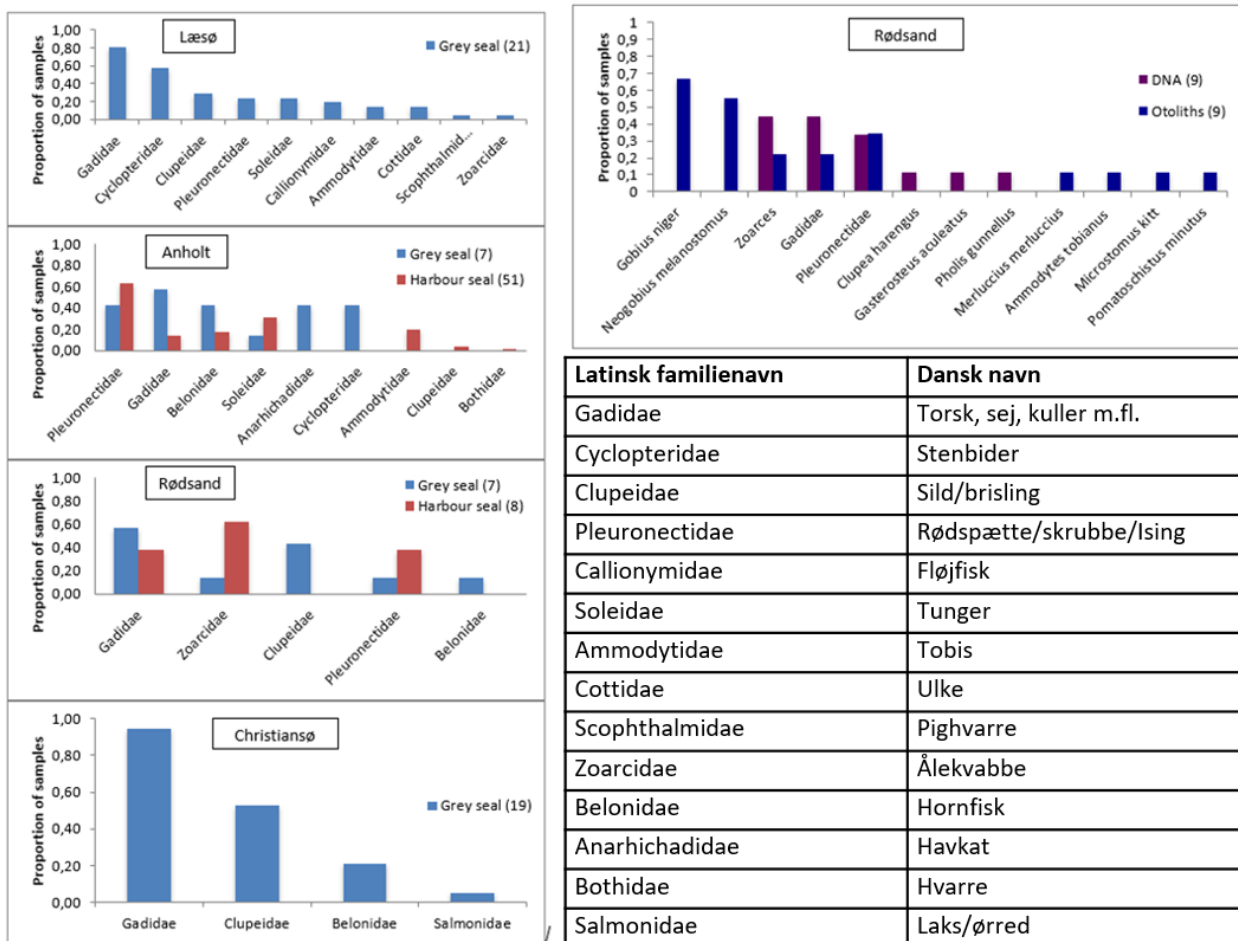 Læsø
Grey seal (21)
Proportion of samples
1,00
0,80
0,60
0,40
0,20
0,00
Gadidae
Cyclopteridae
Clupeidae
Pleuronectidae
Soleidae
Callionymidae
Ammodytidae
Cottidae
Scophthalmid...
Zoarcidae
Anholt
Grey seal (7)
Harbour seal (51)
Proportion of samples
1,00
0,80
0,60
0,40
0,20
0,00
Pleuronectidae
Gadidae
Belonidae
Soleidae
Anarhichadidae
Cyclopteridae
Ammodytidae
Clupeidae
Bothidae
Rødsand
Grey seal (7)
Harbour seal (8)
Proportion of samples
1,00
0,80
0,60
0,40
0,20
0,00
Gadidae
Zoarcidae
Clupeidae
Pleuronectidae
Belonidae
Christiansø
Grey seal (19)
Proportion of samples
1,00
0,80
0,60
0,40
0,20
0,00
Gadidae
Clupeidae
Belonidae
Salmonidae
/
Rødsand
DNA (9)
Otoliths (9)
Proportion of samples
1
0,9
0,8
0,7
0,6
0,5
0,4
0,3
0,2
0,1
0
Gobius niger
Neogobius melanostomus
Zoarces
Gadidae
Pleuronectidae
Clupea harengus
Gasterosteus aculeatus
Pholis gunnellus
Merluccius merluccius
Ammodytes tobianus
Microstomus kitt
Pomatoschistus minutus
Latinsk familienavn Dansk navn
Gadidae Torsk, sej, kuller m.fl.
Cyclopteridae Stenbider
Clupeidae Sild/brisling
Pleuronectidae Rødspætte/skrubbe/Ising
Callionymidae Fløjfisk
Soleidae Tunger
Ammodytidae Tobis
Cottidae Ulke
Scophthalmidae Pighvarre
Zoarcidae Ålekvabbe
Belonidae Hornfisk
Anarhichadidae Havkat
Bothidae Hvarre
Salmonidae Laks/ørred